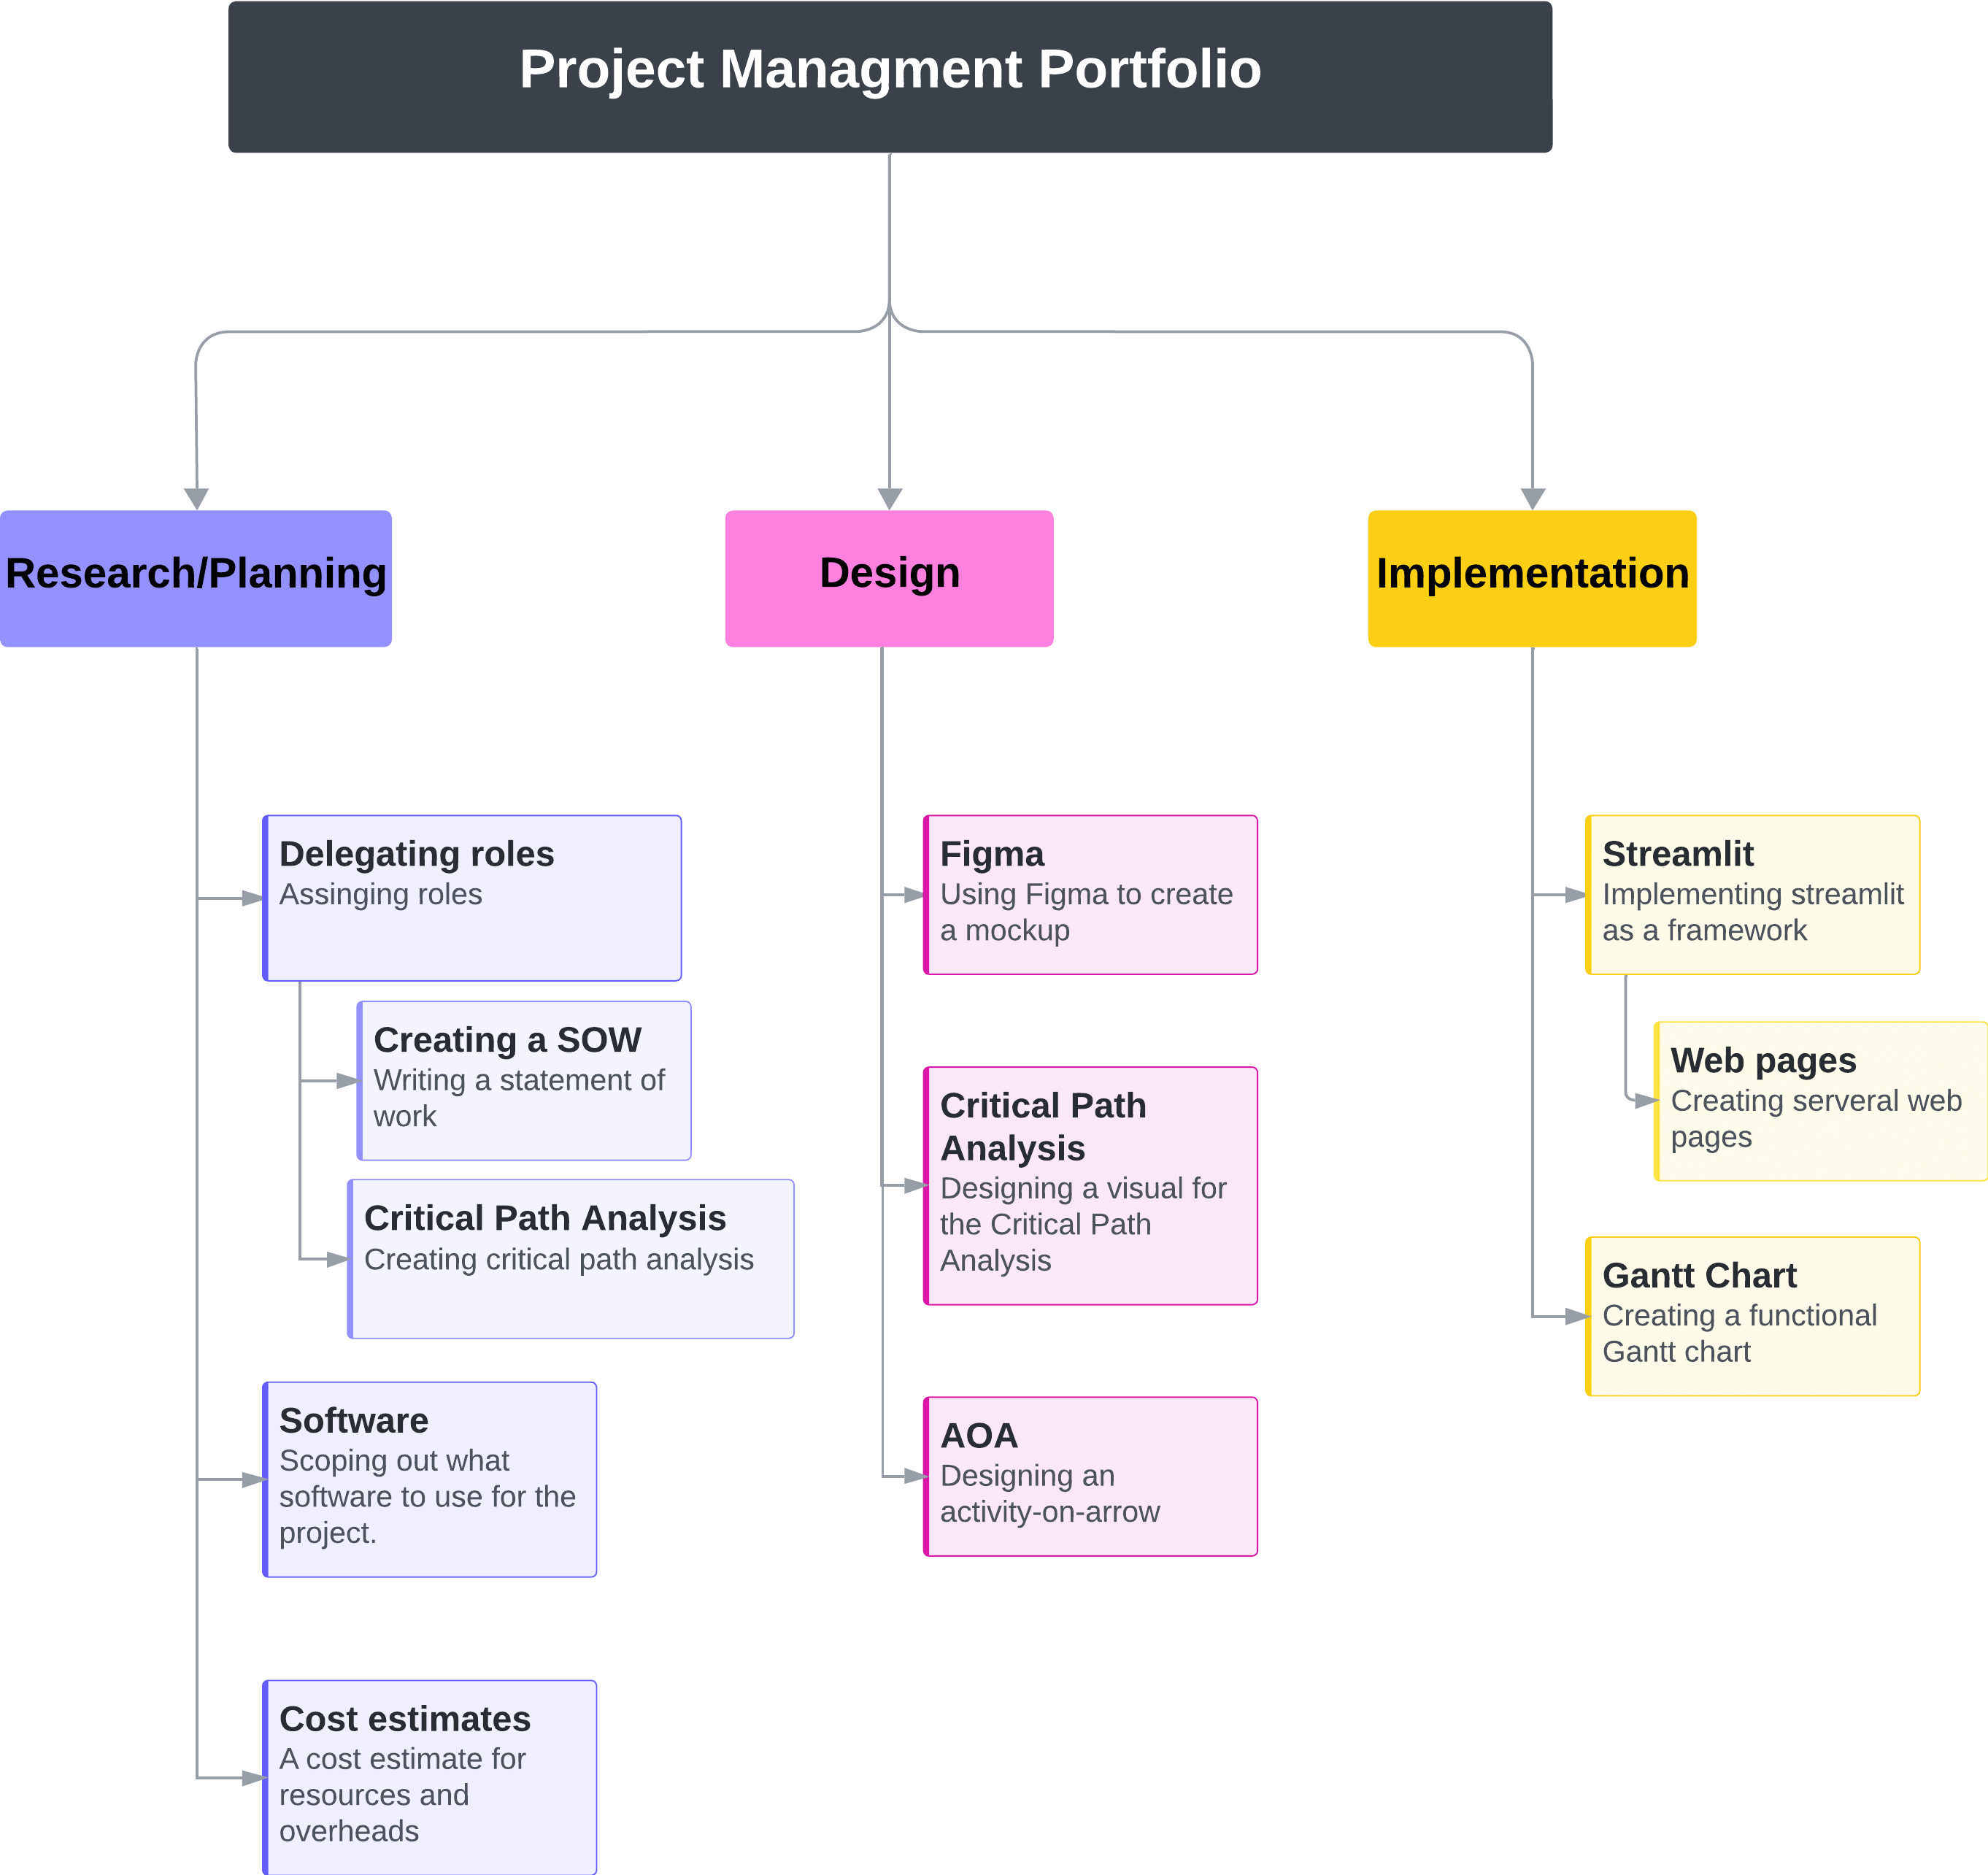 Project Managment Portfolio
Research/Planning
Delegating roles
Assinging roles
Creating a SOW
Writing a statement of
work
Critical Path Analysis
Creating critical path analysis
Software
Scoping out what
software to use for the
project.
Cost estimates
A cost estimate for
resources and
overheads
Design
Figma
Using Figma to create
a mockup
Critical Path
Analysis
Designing a visual for
the Critical Path
Analysis
AOA
Designing an
activity-on-arrow
Implementation
Streamlit
Implementing streamlit
as a framework
Web pages
Creating serveral web
pages
Gantt Chart
Creating a functional
Gantt chart